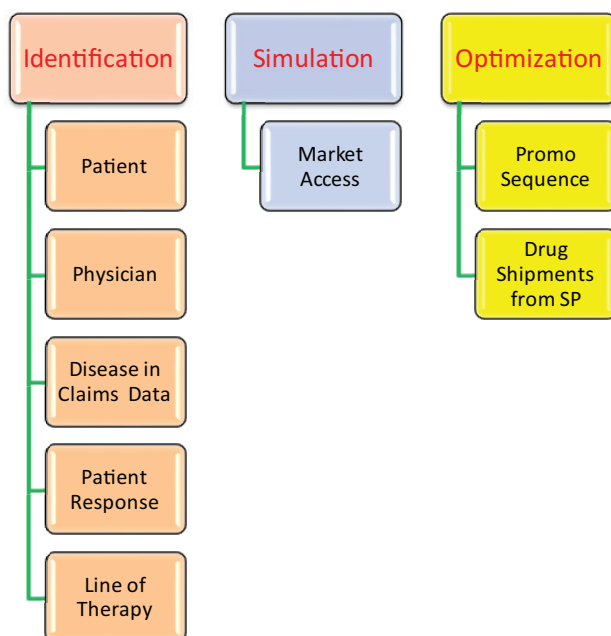 Identification
Patient
Physician
Disease in
Claims Data
Patient
Response
Line of
Therapy
Simulation
Market
Access
Optimization
Promo
Sequence
Drug
Shipments
from SP